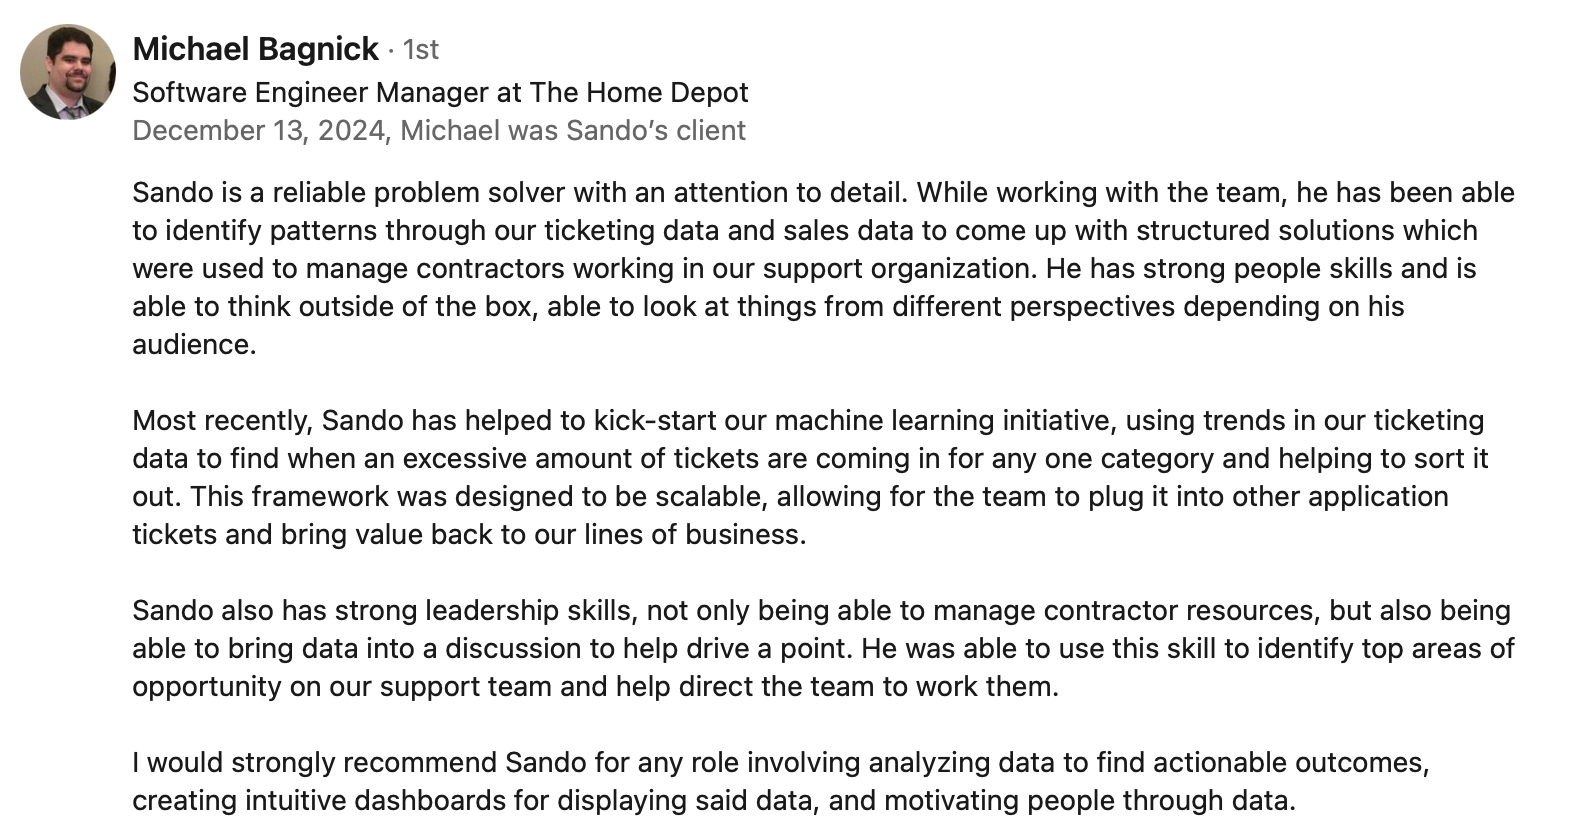 Michael Bagnick · 1st
Software Engineer Manager at The Home Depot
December 13, 2024, Michael was Sando’s client
Sando is a reliable problem solver with an attention to detail. While working with the team, he has been able
to identify patterns through our ticketing data and sales data to come up with structured solutions which
were used to manage contractors working in our support organization. He has strong people skills and is
able to think outside of the box, able to look at things from different perspectives depending on his
audience.
Most recently, Sando has helped to kick-start our machine learning initiative, using trends in our ticketing
data to find when an excessive amount of tickets are coming in for any one category and helping to sort it
out. This framework was designed to be scalable, allowing for the team to plug it into other application
tickets and bring value back to our lines of business.
Sando also has strong leadership skills, not only being able to manage contractor resources, but also being
able to bring data into a discussion to help drive a point. He was able to use this skill to identify top areas of
opportunity on our support team and help direct the team to work them.
I would strongly recommend Sando for any role involving analyzing data to find actionable outcomes,
creating intuitive dashboards for displaying said data, and motivating people through data.